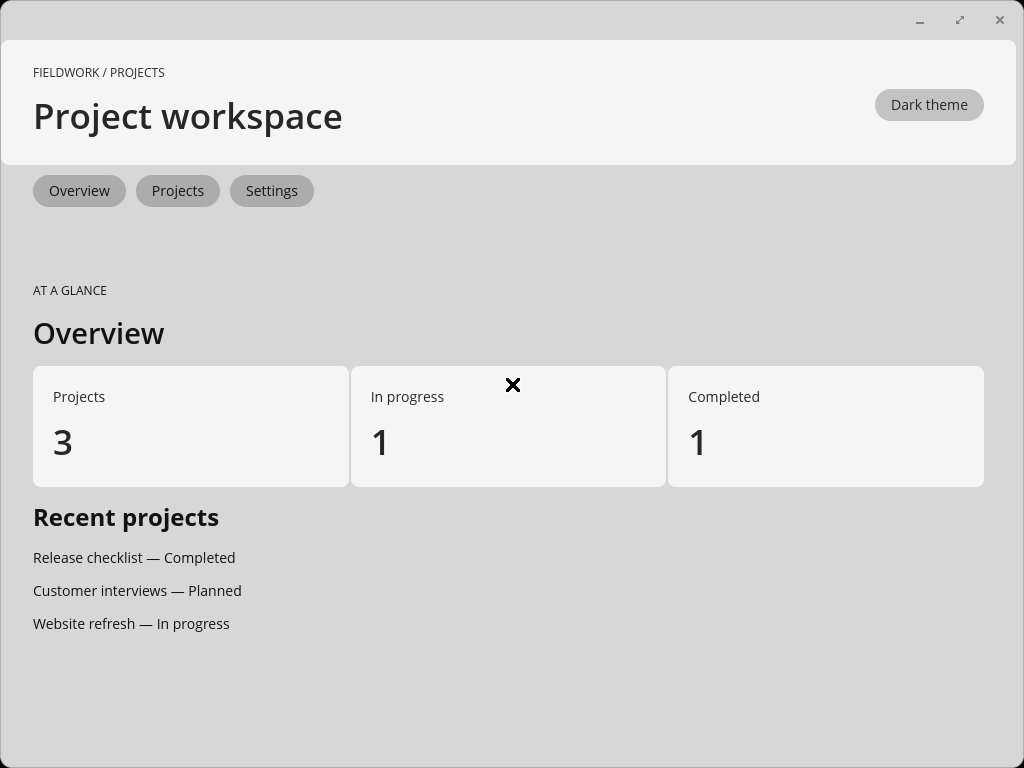 FIELDWORK / PROJECTS
Project workspace
Dark theme
Overview
Projects
Settings
AT A GLANCE
Overview
Projects
3
In progress
1
Completed
1
Recent projects
Release checklist — Completed
Customer interviews — Planned
Website refresh — In progress